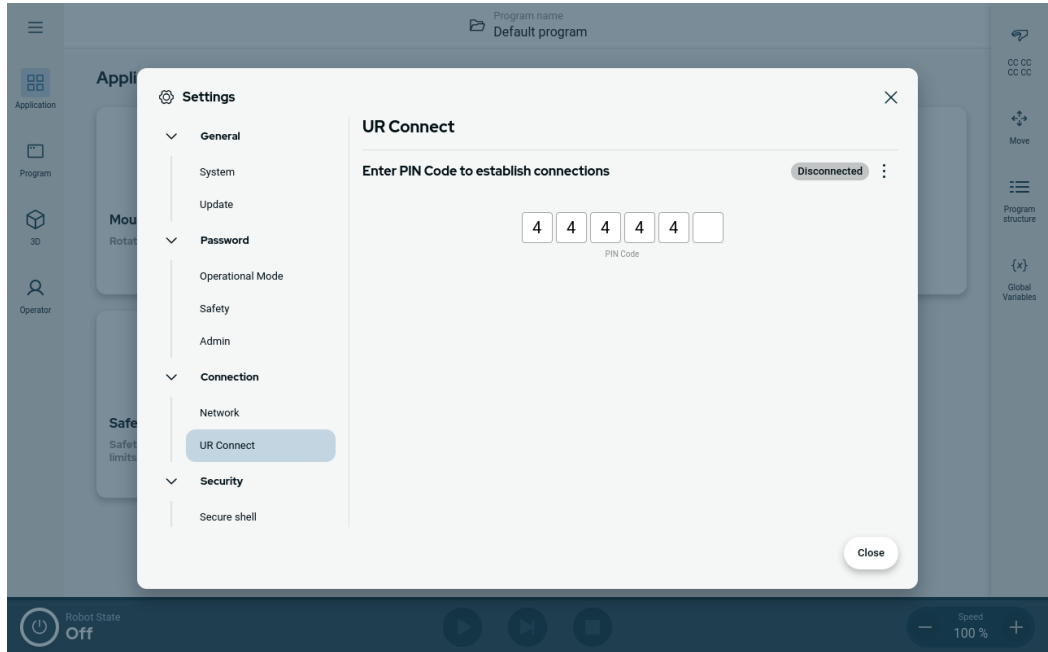 Program name
Default program
Application
Program
3D
Operator
Appli
Mou
Rotat
Safe
Safet
limits
Settings
General
System
Update
Password
Operational Mode
Safety
Admin
Connection
Network
UR Connect
Security
Secure shell
UR Connect
Enter PIN Code to establish connections
Disconnected
4 4 4 4 4
PIN Code
Close
CC CC
CC CC
Move
Program
structure
{x}
Global
Variables
Robot State
Off
Speed
100 %